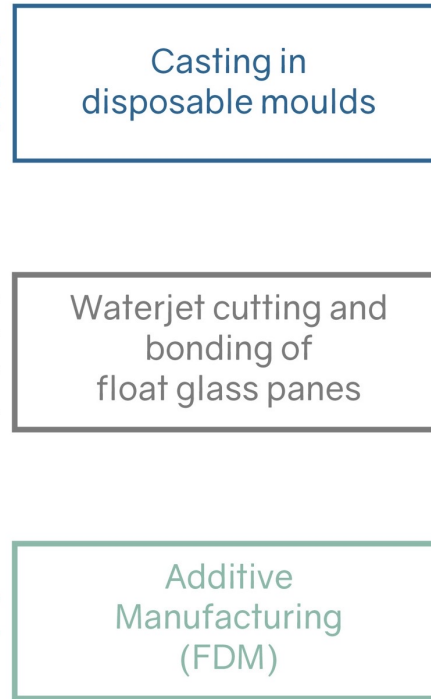 Casting in
disposable moulds
Waterjet cutting and
bonding of
float glass panes
Additive
Manufacturing
(FDM)